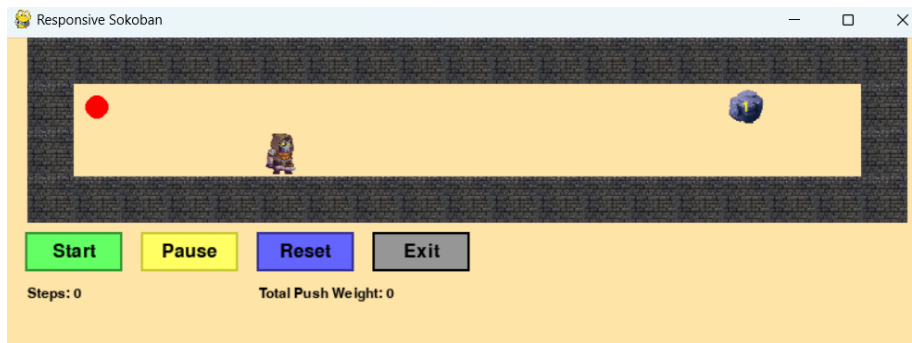 Responsive Sokoban
1
Start Pause Reset Exit
Steps: 0 Total Push Weight: 0